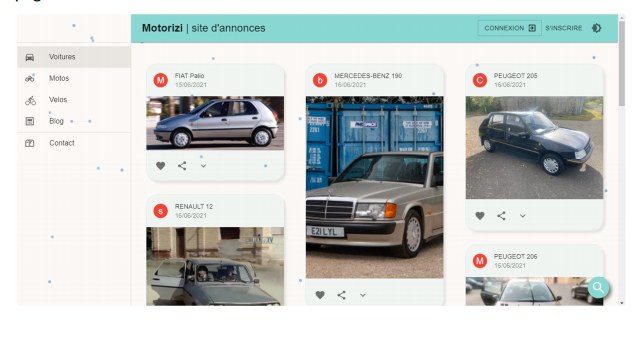 Motorizi | site d'annonces
CONNEXION
S'INSCRIRE
Voitures
Motos
Velos
Blog
Contact
M
FIAT Palio
15/06/2021
s
RENAULT 12
16/06/2021
b
MERCEDES-BENZ 190
16/06/2021
E21 LYL
C
PEUGEOT 205
16/06/2021
M
PEUGEOT 206
16/06/2021